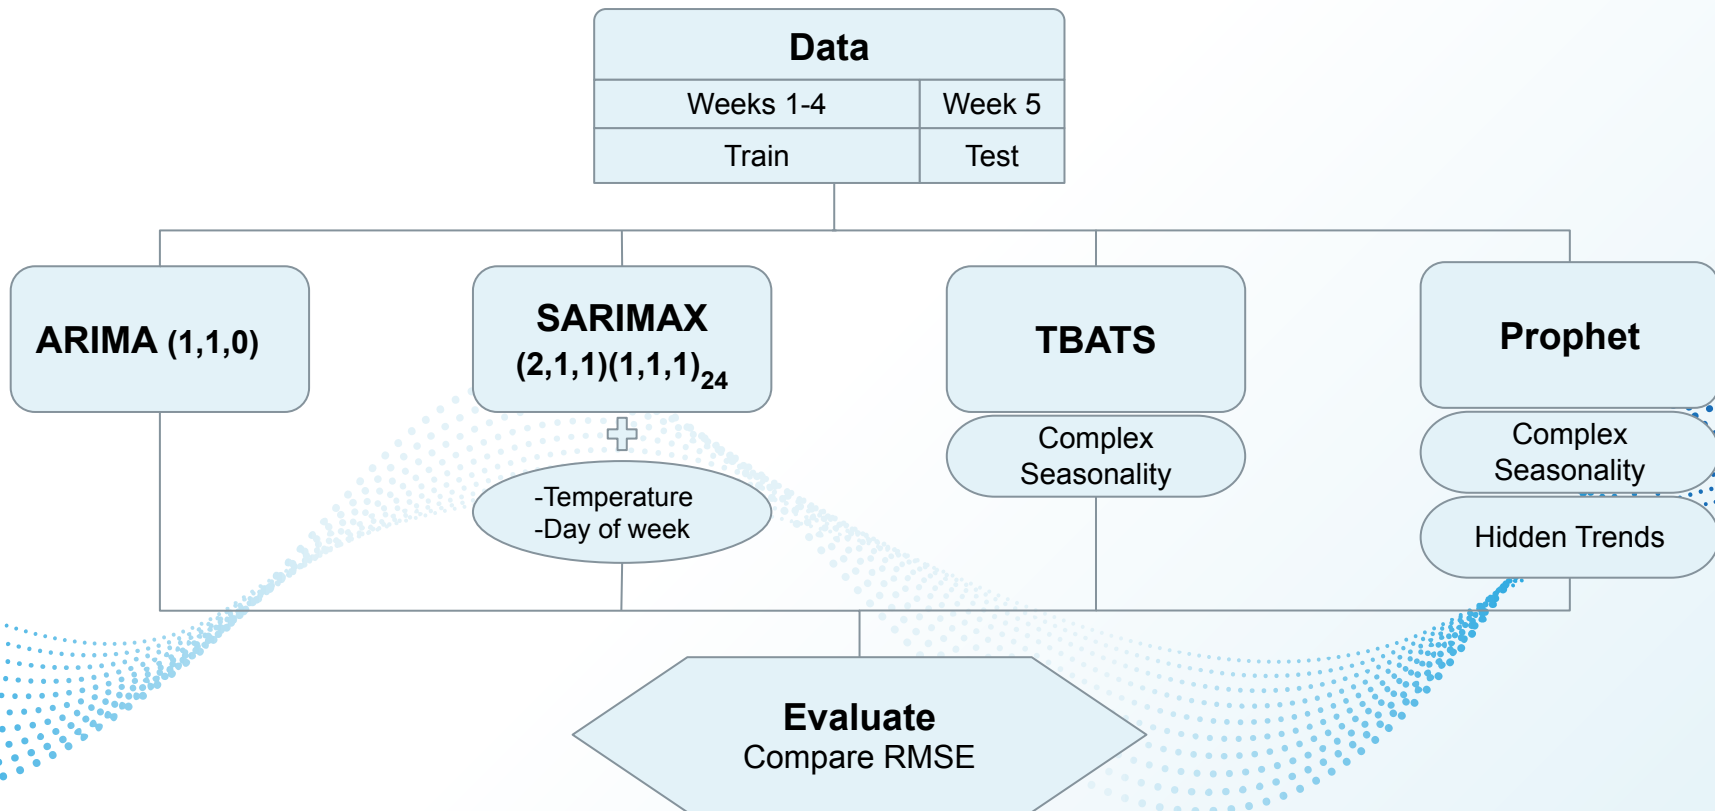 Data
Weeks 1-4 Week 5
Train Test
ARIMA (1,1,0)
SARIMAX
(2,1,1)(1,1,1)24
-Temperature
-Day of week
TBATS
Complex
Seasonality
Prophet
Complex
Seasonality
Hidden Trends
Evaluate
Compare RMSE